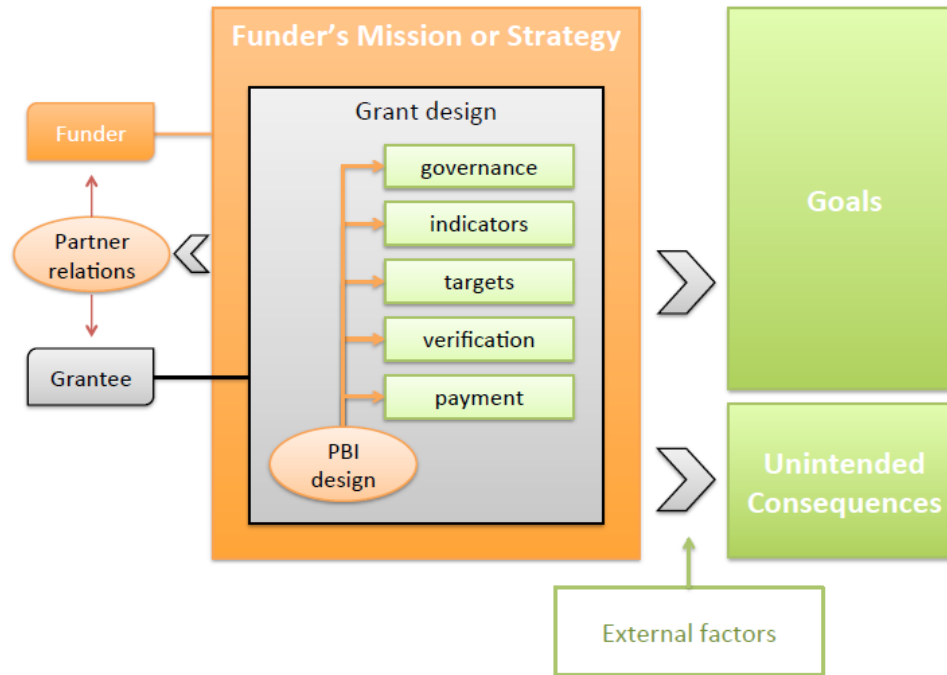 Funder’s Mission or Strategy
Grant design
Funder
governance
indicators
Partner
relations
targets
verification
Grantee
payment
PBI
design
Goals
Unintended
Consequences
External factors